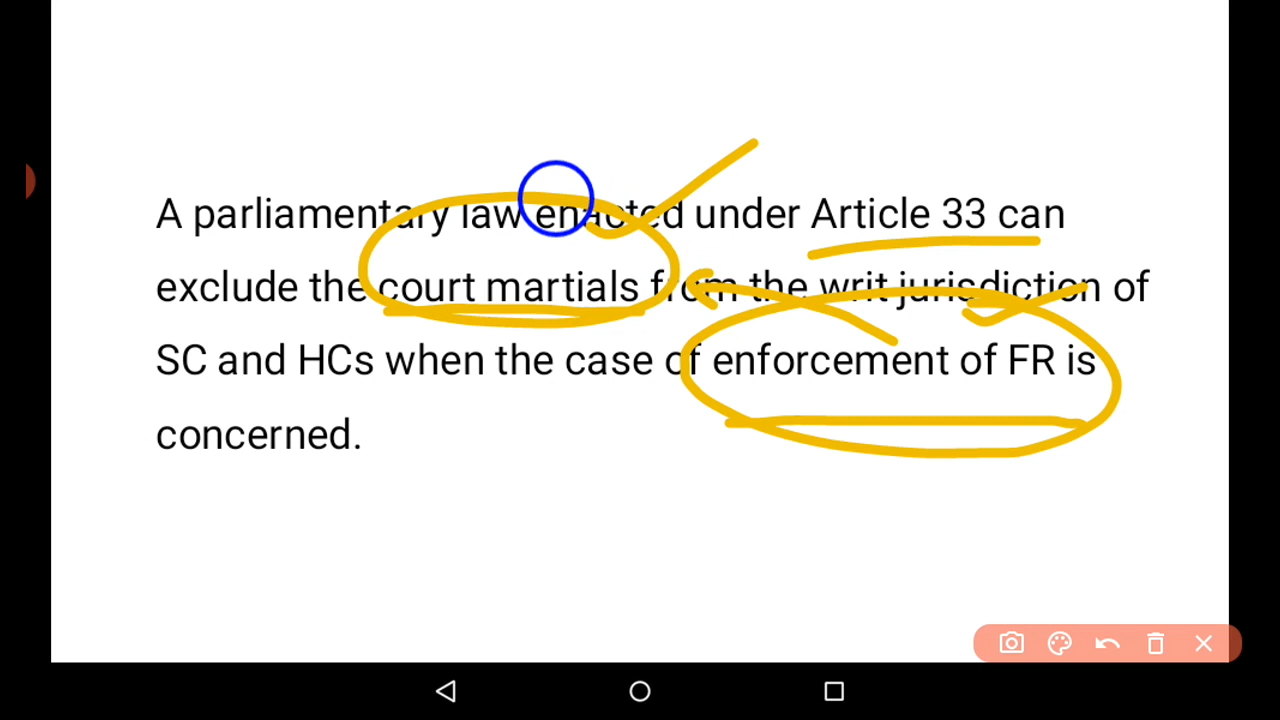 A parliamentary law enacted under Article 33 can
exclude the court martials from the writ jurisdiction of
SC and HCs when the case of enforcement of FR is
concerned.